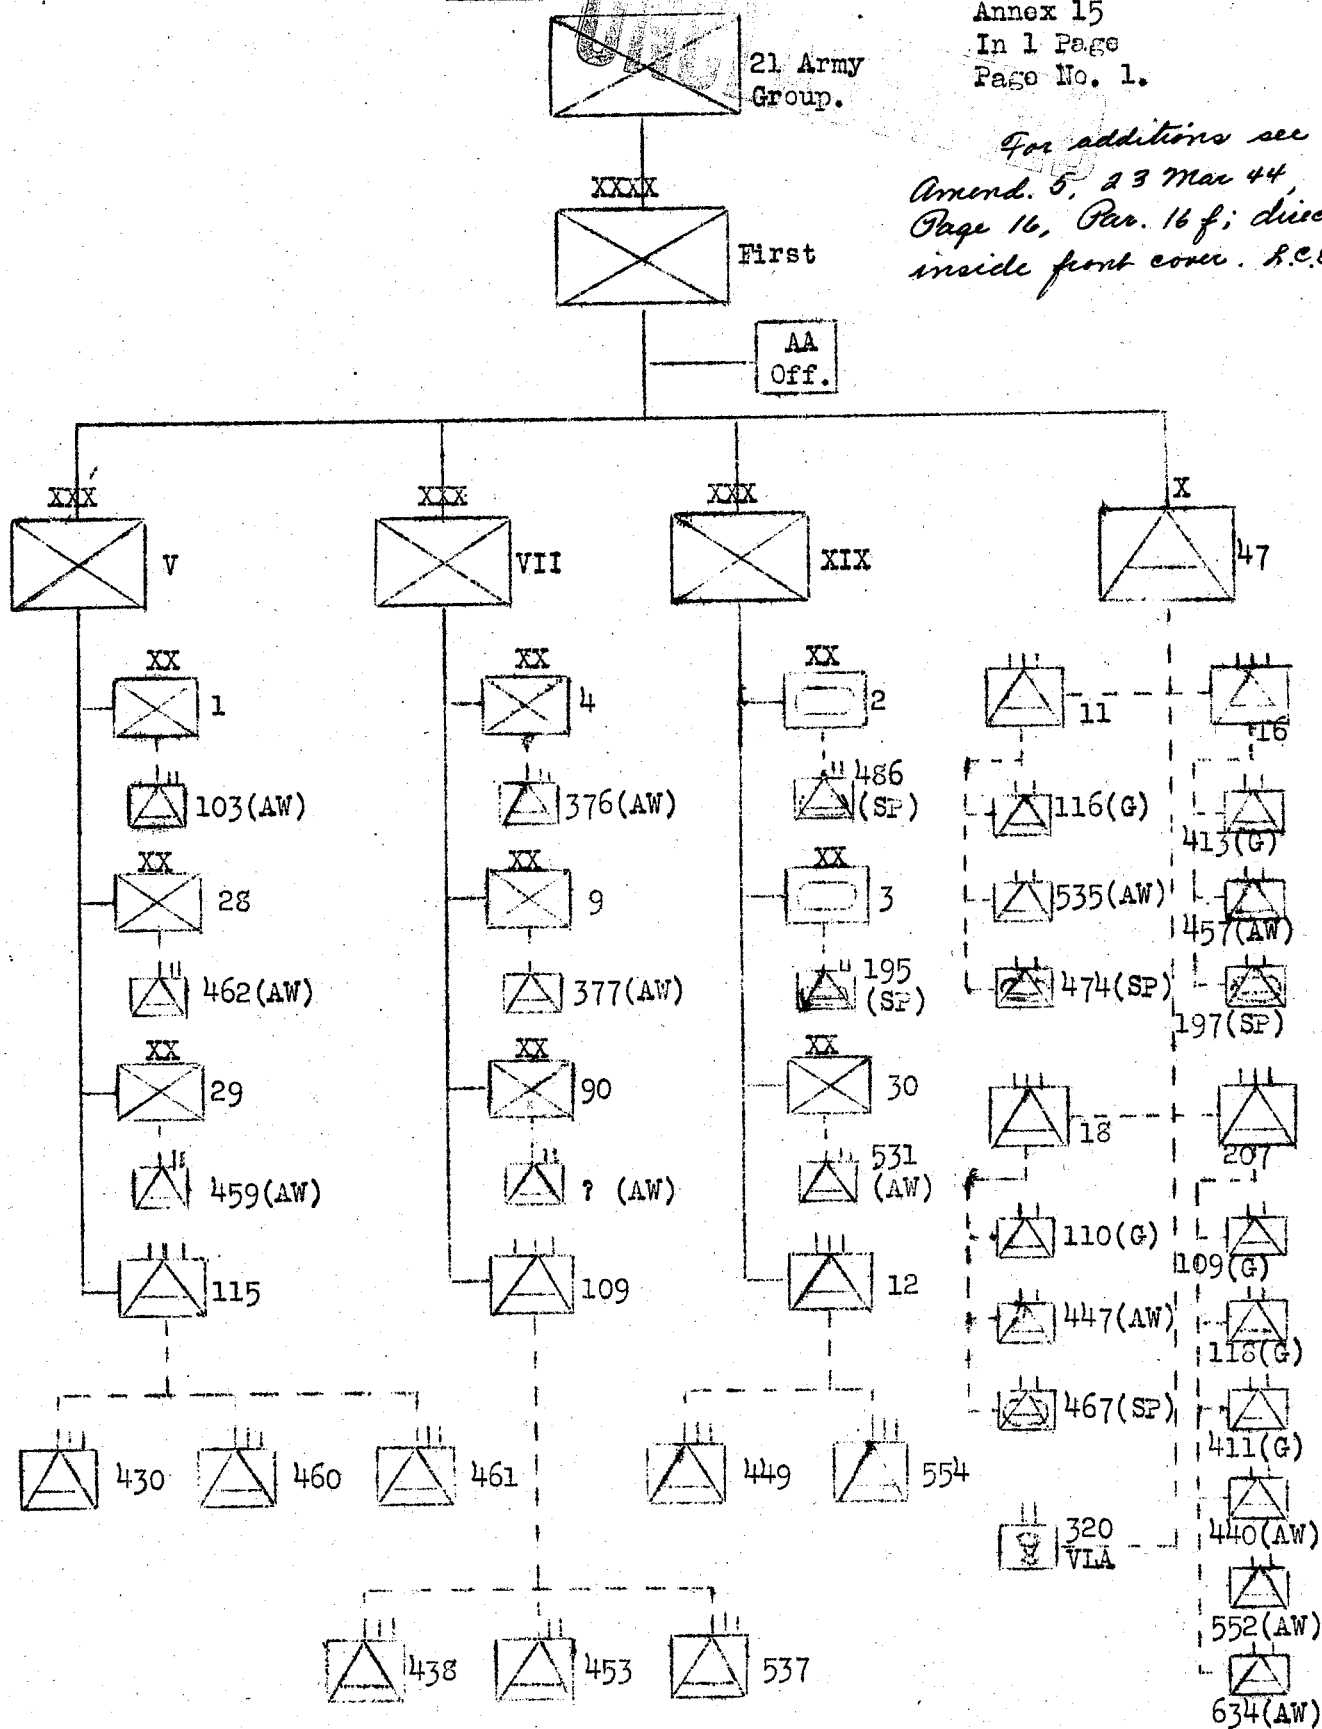 Annex 15
In 1 Page
Page No. 1.
21 Army
Group.
For additions see
Amend. 5, 23 Mar 44,
Page 16, Par. 16 f;
inside front cover.
XXXX
First
AA
Off.
XXX
V
XXX
VII
XXX
XIX
X
47
XX
1
103(AW)
XX
28
462(AW)
XX
29
459(AW)
115
430
460
461
XX
4
376(AW)
XX
9
377(AW)
XX
90
? (AW)
109
438
453
537
XX
2
486
(SP)
XX
3
195
(SP)
XX
30
531
(AW)
12
449
554
11
116(G)
535(AW)
474(SP)
16
413(G)
457(AW)
197(SP)
18
110(G)
447(AW)
467(SP)
207
109(G)
118(G)
411(G)
440(AW)
552(AW)
634(AW)
320
VLA